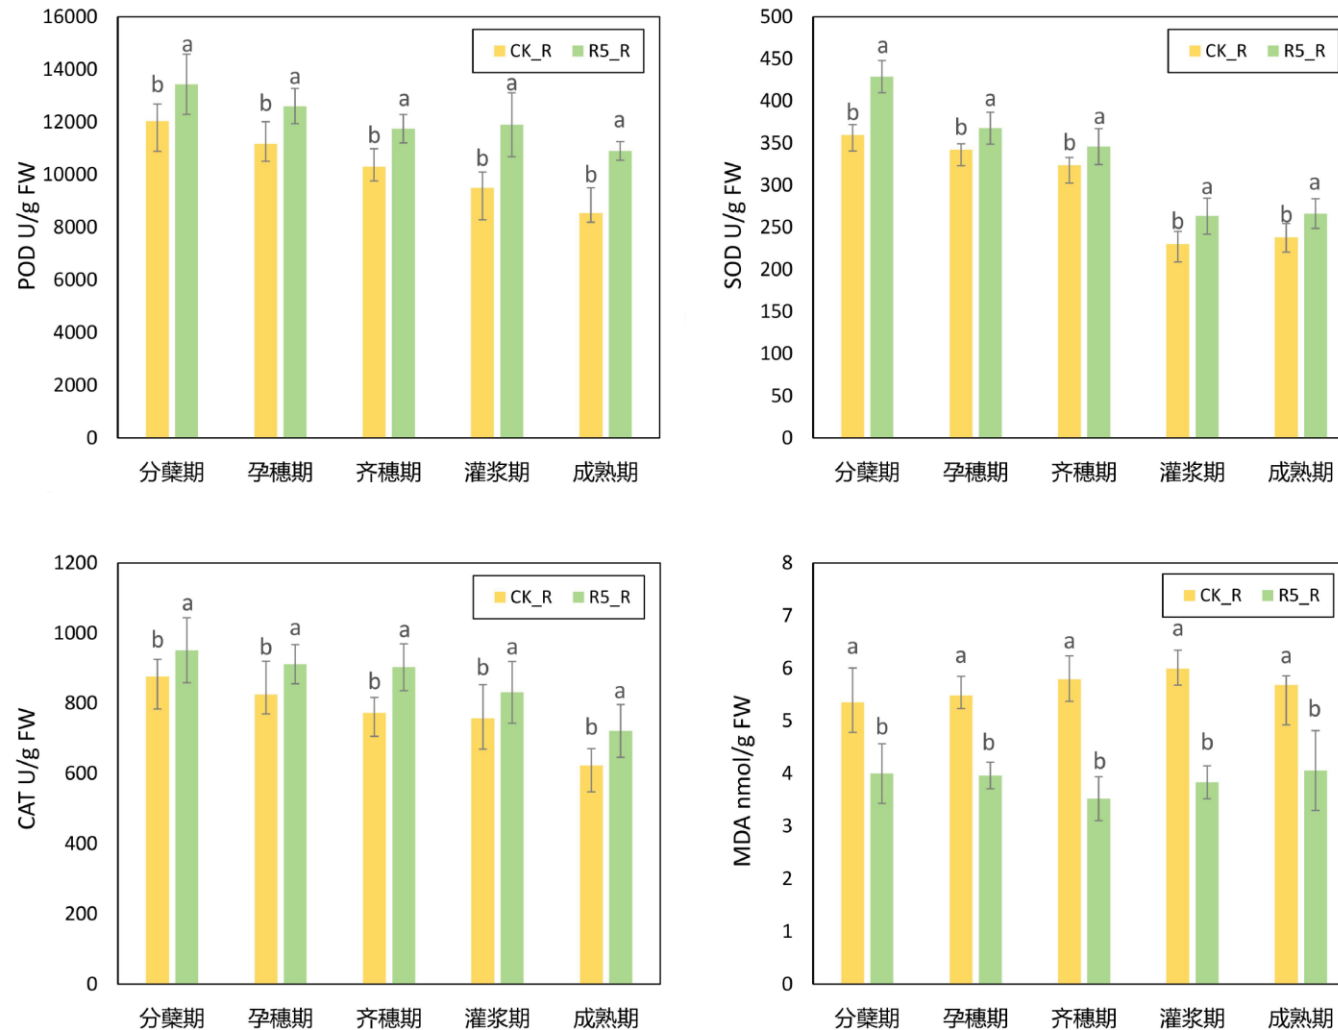 16000
14000
12000
10000
8000
6000
4000
2000
0
POD U/g FW
CK_R R5_R
b a b a b a b a b a
分蘖期 孕穗期 齐穗期 灌浆期 成熟期
500
450
400
350
300
250
200
150
100
50
0
SOD U/g FW
CK_R R5_R
b a b a b a b a b a
分蘖期 孕穗期 齐穗期 灌浆期 成熟期
1200
1000
800
600
400
200
0
CAT U/g FW
CK_R R5_R
b a b a b a b a b a
分蘖期 孕穗期 齐穗期 灌浆期 成熟期
8
7
6
5
4
3
2
1
0
MDA nmol/g FW
CK_R R5_R
a b a b a b a b a b
分蘖期 孕穗期 齐穗期 灌浆期 成熟期